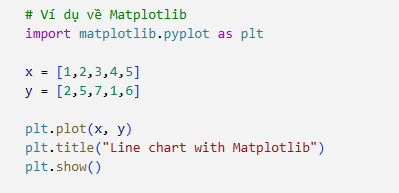 # Ví dụ về Matplotlib
import matplotlib.pyplot as plt
x = [1,2,3,4,5]
y = [2,5,7,1,6]
plt.plot(x, y)
plt.title("Line chart with Matplotlib")
plt.show()